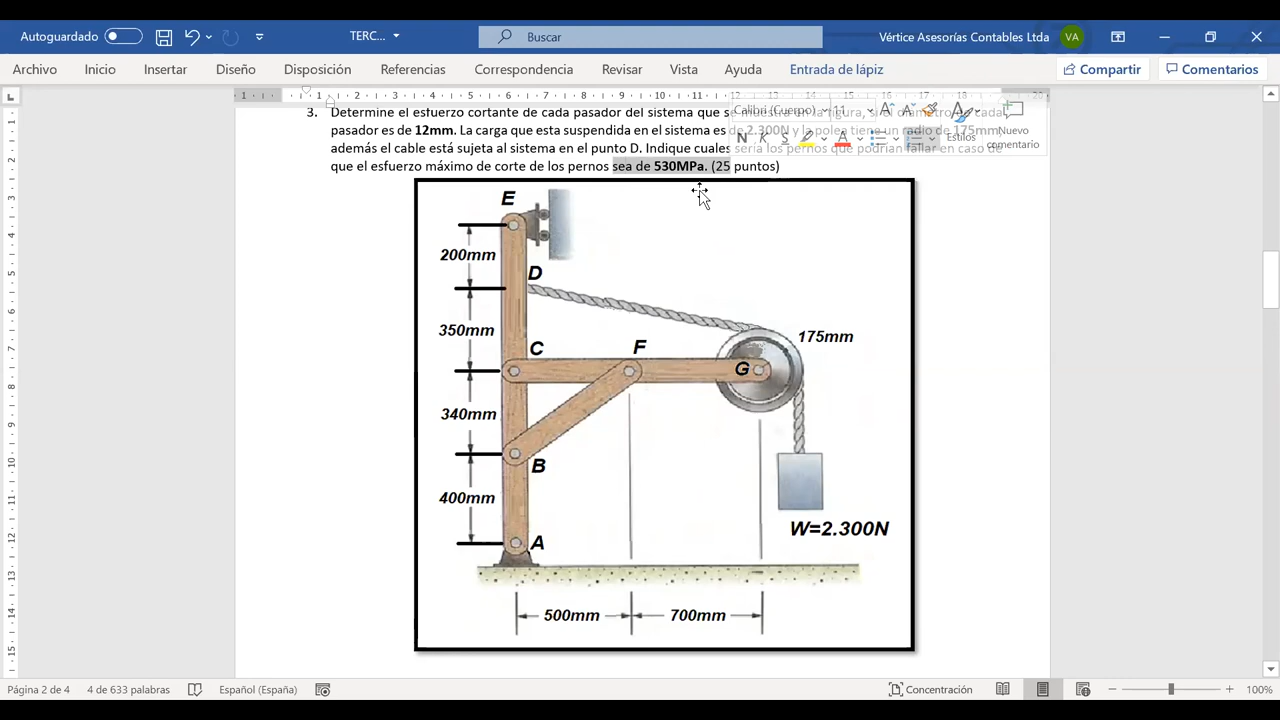 Autoguardado
TERC...
Buscar
Vértice Asesorías Contables Ltda
VA
Archivo Inicio Insertar Diseño Disposición Referencias Correspondencia Revisar Vista Ayuda Entrada de lápiz
Compartir Comentarios
3. Determine el esfuerzo cortante de cada pasador del sistema que se muestra en la figura, si el diámetro de cada
pasador es de 12mm. La carga que esta suspendida en el sistema es de 2.300N y la polea tiene un radio de 175mm,
además el cable está sujeta al sistema en el punto D. Indique cuales seria los pernos que podrían fallar en caso de
que el esfuerzo máximo de corte de los pernos sea de 530MPa. (25 puntos)
Calibri (Cuerpo) 11
N K S A
Estilos
Nuevo
comentario
E
200mm
D
350mm
175mm
C
F
G
340mm
B
400mm
W=2.300N
A
500mm
700mm
Página 2 de 4 4 de 633 palabras Español (España)
Concentración
100%